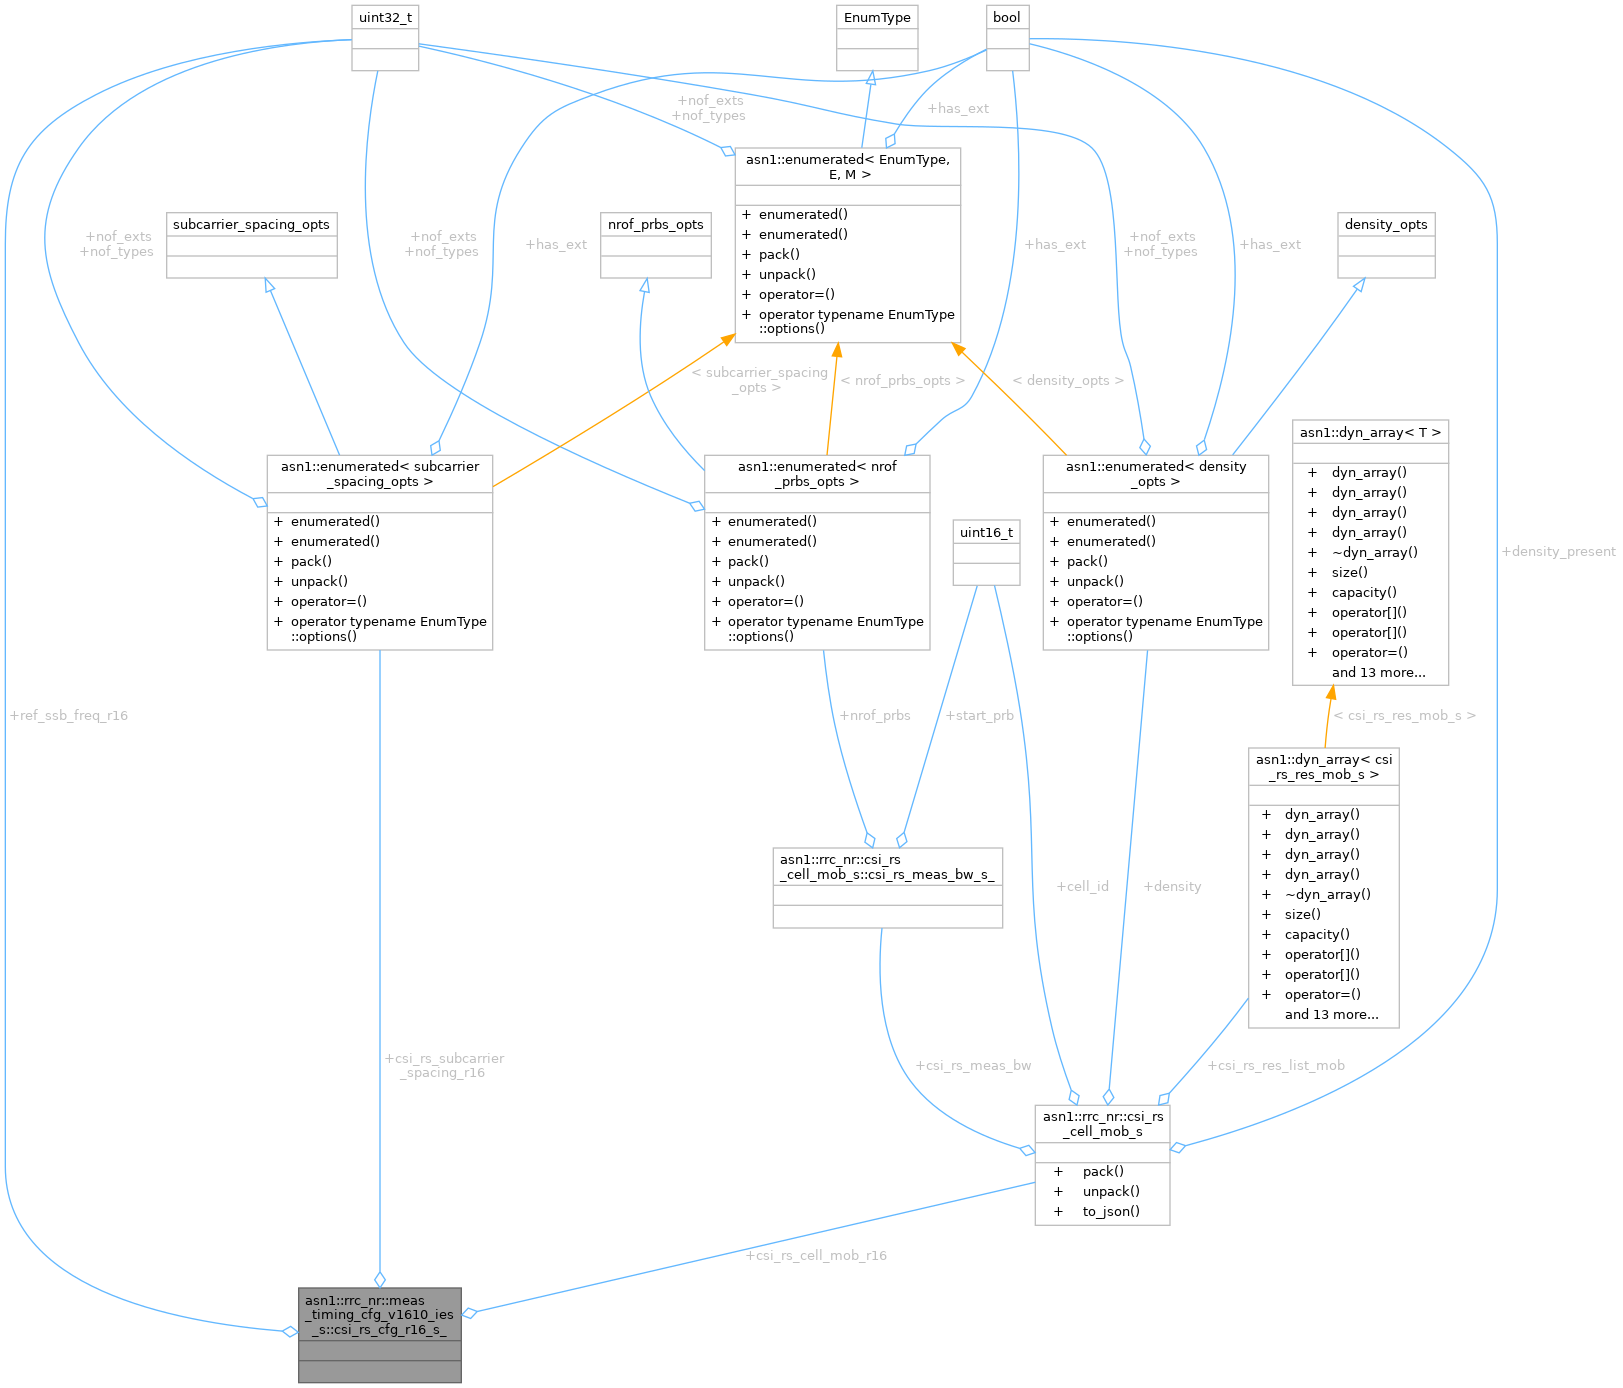 uint32_t
EnumType
bool
+nof_exts
+nof_types
+has_ext
asn1::enumerated< EnumType,
E, M >
+ enumerated()
+ enumerated()
+ pack()
+ unpack()
+ operator=()
+ operator typename EnumType
::options()
subcarrier_spacing_opts
nrof_prbs_opts
density_opts
+nof_exts
+nof_types
+nof_exts
+nof_types
+has_ext
+has_ext
+nof_exts
+nof_types
+has_ext
< subcarrier_spacing
_opts >
< nrof_prbs_opts >
< density_opts >
asn1::enumerated< subcarrier
_spacing_opts >
+ enumerated()
+ enumerated()
+ pack()
+ unpack()
+ operator=()
+ operator typename EnumType
::options()
asn1::enumerated< nrof
_prbs_opts >
+ enumerated()
+ enumerated()
+ pack()
+ unpack()
+ operator=()
+ operator typename EnumType
::options()
uint16_t
asn1::enumerated< density
_opts >
+ enumerated()
+ enumerated()
+ pack()
+ unpack()
+ operator=()
+ operator typename EnumType
::options()
asn1::dyn_array< T >
+ dyn_array()
+ dyn_array()
+ dyn_array()
+ dyn_array()
+ ~dyn_array()
+ size()
+ capacity()
+ operator[]()
+ operator[]()
+ operator=()
and 13 more...
+density_present
+ref_ssb_freq_r16
+nrof_prbs
+start_prb
< csi_rs_res_mob_s >
asn1::dyn_array< csi
_rs_res_mob_s >
+ dyn_array()
+ dyn_array()
+ dyn_array()
+ dyn_array()
+ ~dyn_array()
+ size()
+ capacity()
+ operator[]()
+ operator[]()
+ operator=()
and 13 more...
asn1::rrc_nr::csi_rs
_cell_mob_s::csi_rs_meas_bw_s_
+cell_id
+density
+csi_rs_subcarrier
_spacing_r16
+csi_rs_meas_bw
+csi_rs_res_list_mob
asn1::rrc_nr::csi_rs
_cell_mob_s
+ pack()
+ unpack()
+ to_json()
+csi_rs_cell_mob_r16
asn1::rrc_nr::meas
_timing_cfg_v1610_ies
_s::csi_rs_cfg_r16_s_